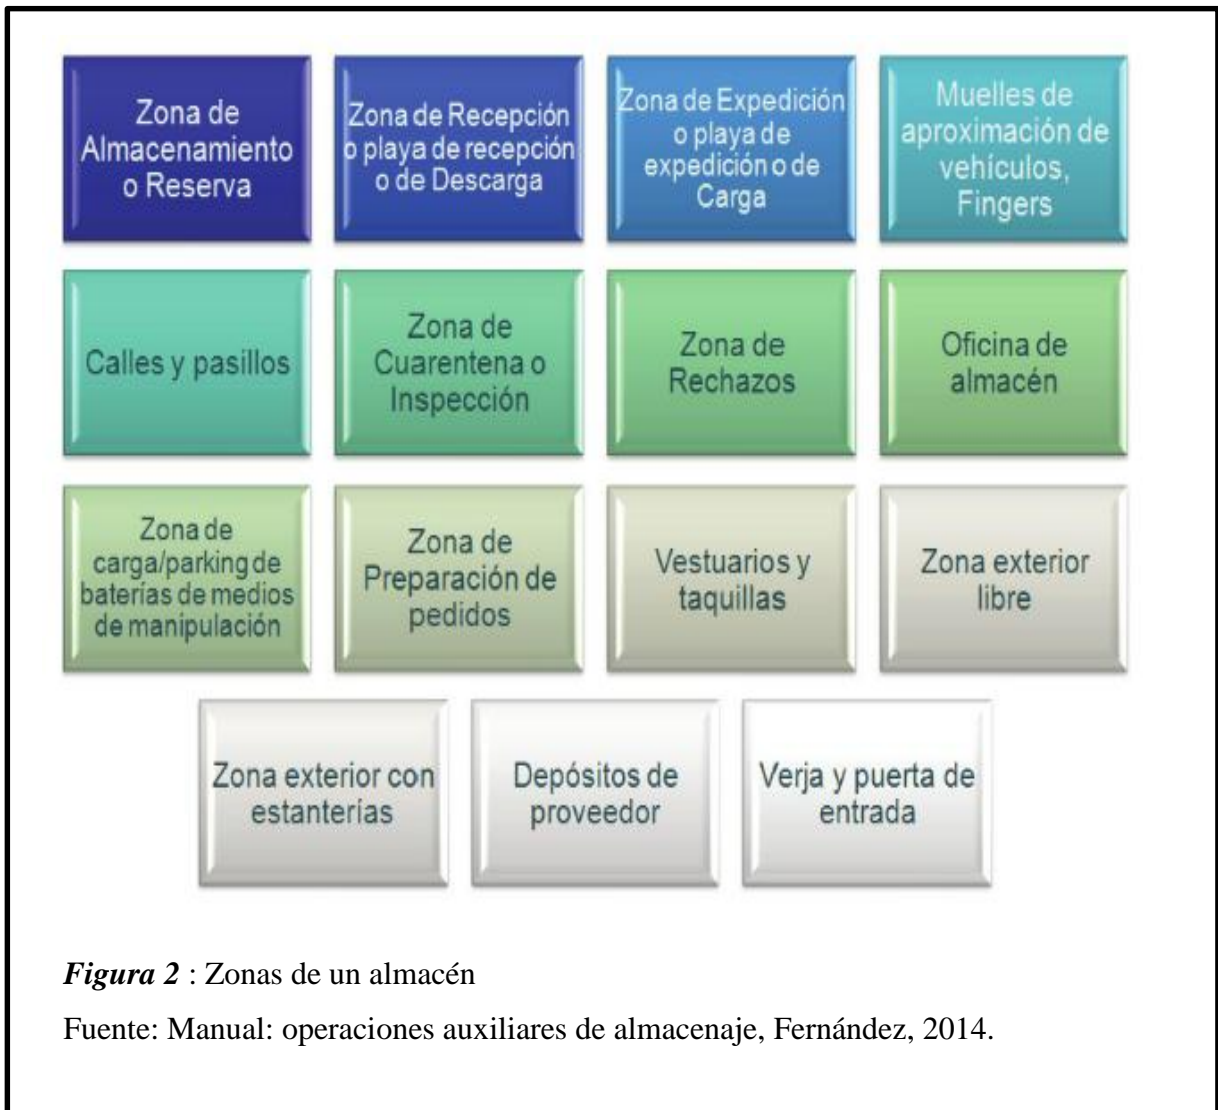 Zona de
Almacenamiento
o Reserva
Zona de Recepción
o playa de recepción
o de Descarga
Zona de Expedición
o playa de
expedición o de
Carga
Muelles de
aproximación de
vehículos,
Fingers
Calles y pasillos
Zona de
Cuarentena o
Inspección
Zona de
Rechazos
Oficina de
almacén
Zona de
carga/parking de
baterías de medios
de manipulación
Zona de
Preparación de
pedidos
Vestuarios y
taquillas
Zona exterior
libre
Zona exterior con
estanterías
Depósitos de
proveedor
Verja y puerta de
entrada
Figura 2 : Zonas de un almacén
Fuente: Manual: operaciones auxiliares de almacenaje, Fernández, 2014.